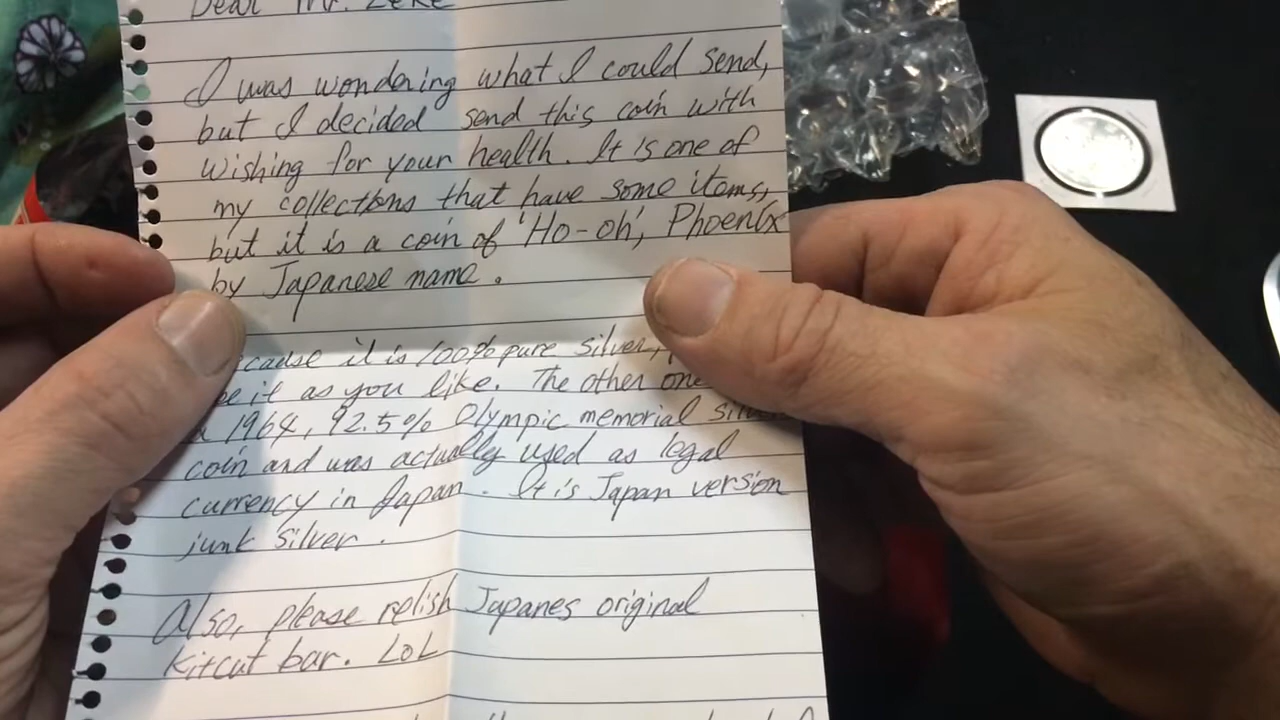 Dear Mr. Zeke
I was wondering what I could send,
but I decided send this coin with
wishing for your health. It is one of
my collections that have some items,
but it is a coin of 'Ho-oh', Phoenix
by Japanese name.
cause it is 100% pure silver,
it as you like. The other one
1964, 92.5% Olympic memorial
coin and was actually used as legal
currency in Japan. It is Japan version
junk silver.
Also, please relish Japanes original
kitcut bar. LoL